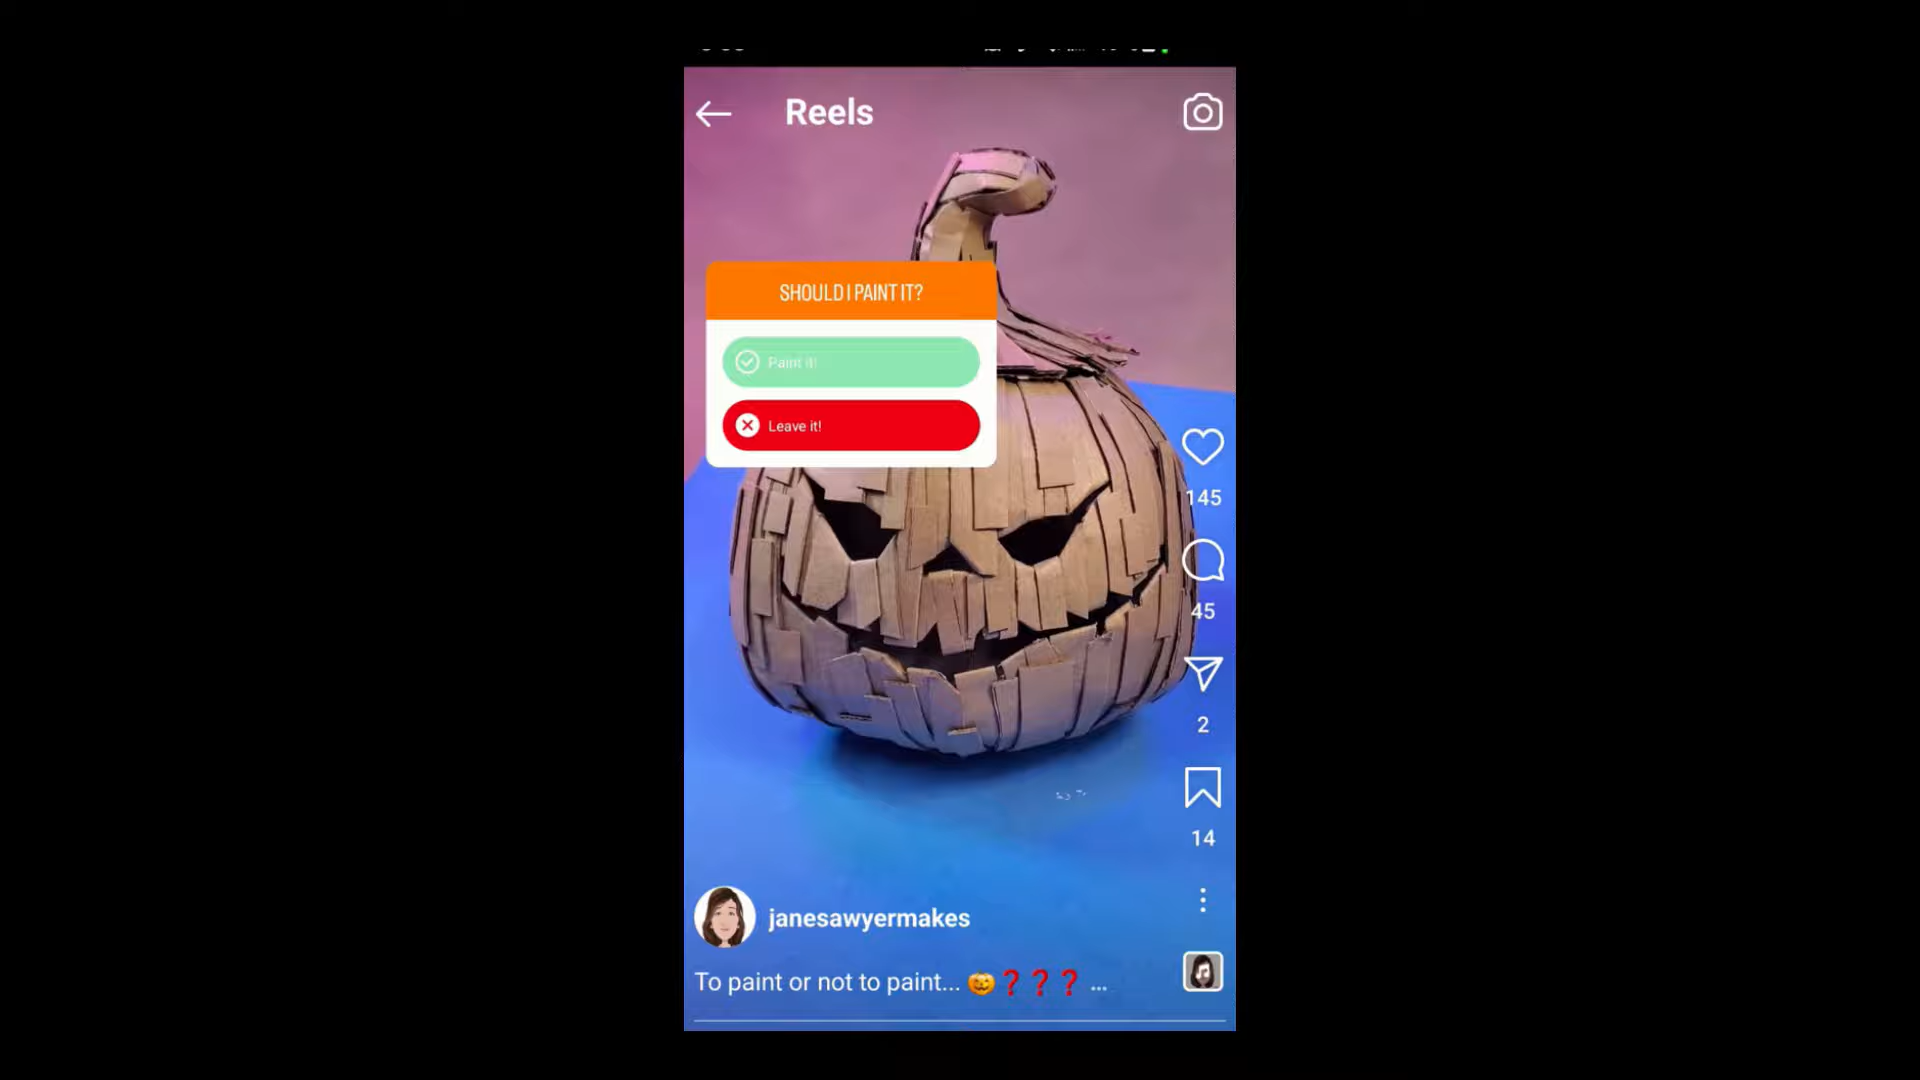 Reels
SHOULD I PAINT IT?
Paint it!
Leave it!
145
45
2
14
janesawyermakes
To paint or not to paint... 🎃❓❓❓ ...